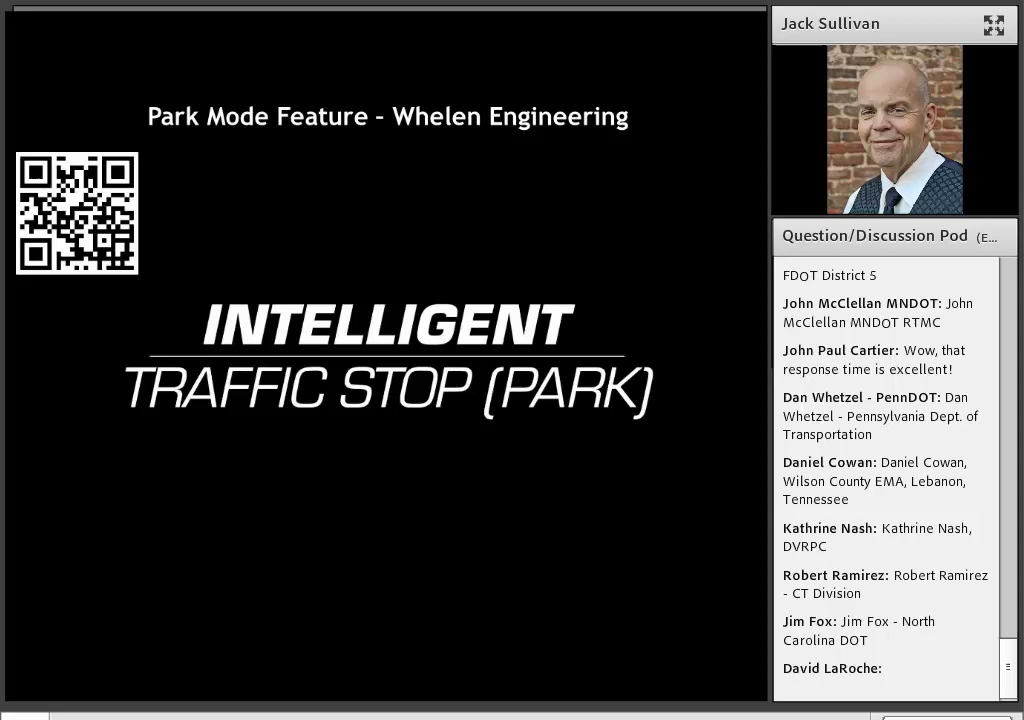 Park Mode Feature - Whelen Engineering
INTELLIGENT
TRAFFIC STOP (PARK)
Jack Sullivan
Question/Discussion Pod (E...
FDOT District 5
John McClellan MNDOT: John
McClellan MNDOT RTMC
John Paul Cartier: Wow, that
response time is excellent!
Dan Whetzel - PennDOT: Dan
Whetzel - Pennsylvania Dept. of
Transportation
Daniel Cowan: Daniel Cowan,
Wilson County EMA, Lebanon,
Tennessee
Kathrine Nash: Kathrine Nash,
DVRPC
Robert Ramirez: Robert Ramirez
- CT Division
Jim Fox: Jim Fox - North
Carolina DOT
David LaRoche: